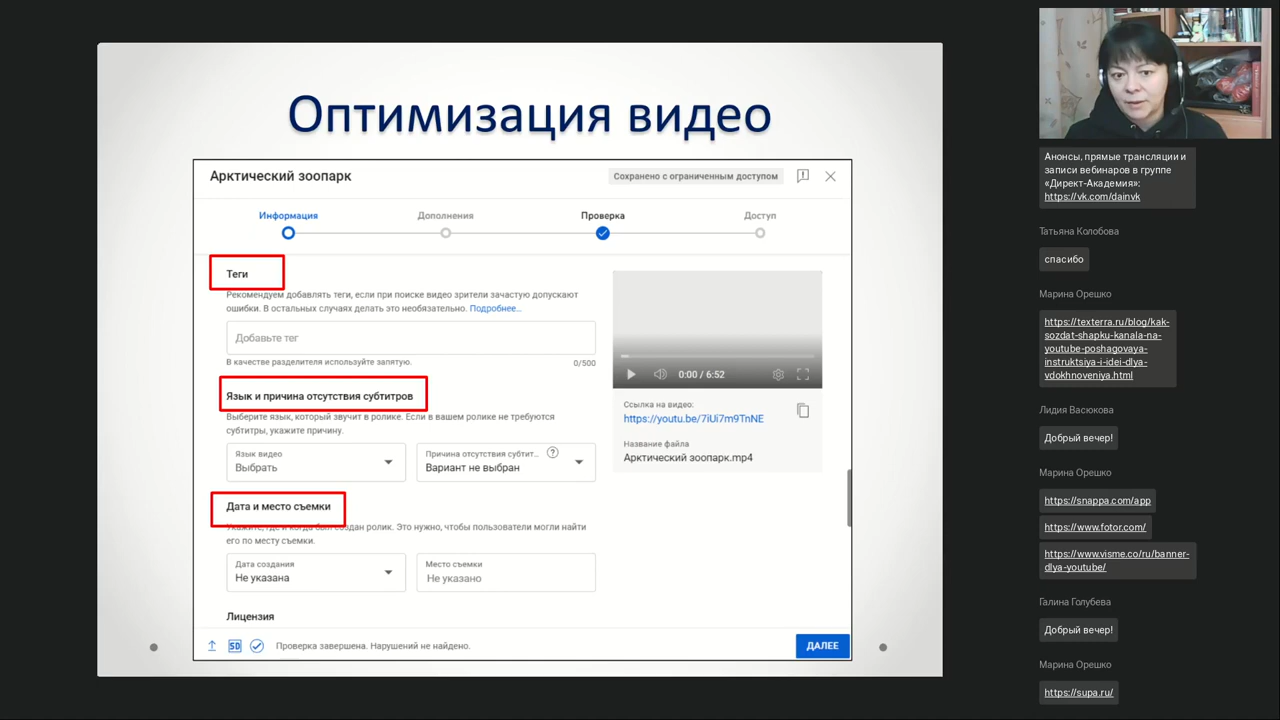 Оптимизация видео
Арктический зоопарк
Сохранено с ограниченным доступом
Информация
Дополнения
Проверка
Доступ
Теги
Рекомендуем добавлять теги, если при поиске видео зрители зачастую допускают
ошибки. В остальных случаях делать это необязательно. Подробнее…
Добавьте тег
В качестве разделителя используйте запятую.
0/500
Язык и причина отсутствия субтитров
Выберите язык, который звучит в ролике. Если в вашем ролике не требуются
субтитры, укажите причину.
Язык видео
Выбрать
Причина отсутствия субтит…
?
Вариант не выбран
Дата и место съемки
Укажите, где и когда был создан ролик. Это нужно, чтобы пользователи могли найти
его по месту съемки.
Дата создания
Не указана
Место съемки
Не указано
Лицензия
0:00 / 6:52
Ссылка на видео:
https://youtu.be/7iUi7m9TnNE
Название файла
Арктический зоопарк.mp4
SD
Проверка завершена. Нарушений не найдено.
ДАЛЕЕ
Анонсы, прямые трансляции и
записи вебинаров в группе
«Директ-Академия»:
https://vk.com/dainvk
Татьяна Колобова
спасибо
Марина Орешко
https://texterra.ru/blog/kak-
sozdat-shapku-kanala-na-
youtube-poshagovaya-
instruktsiya-i-idei-dlya-
vdokhnoveniya.html
Лидия Васюкова
Добрый вечер!
Марина Орешко
https://snappa.com/app
https://www.fotor.com/
https://www.visme.co/ru/banner-
dlya-youtube/
Галина Голубева
Добрый вечер!
Марина Орешко
https://supa.ru/